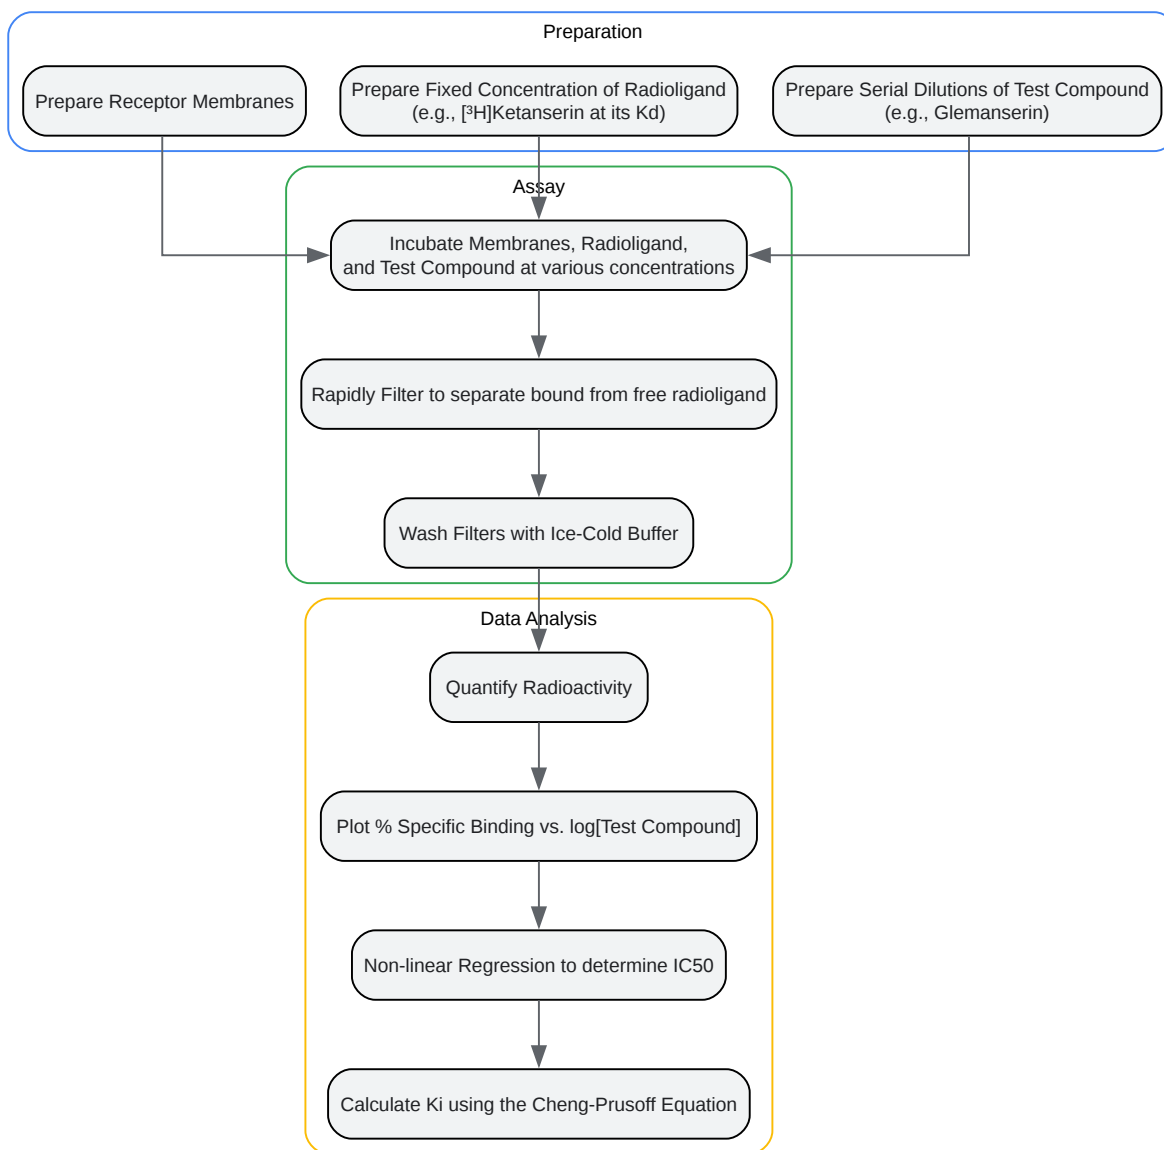 Preparation
Prepare Receptor Membranes
Prepare Fixed Concentration of Radioligand
(e.g., [³H]Ketanserin at its Kd)
Prepare Serial Dilutions of Test Compound
(e.g., Glemanserin)
Assay
Incubate Membranes, Radioligand,
and Test Compound at various concentrations
Rapidly Filter to separate bound from free radioligand
Wash Filters with Ice-Cold Buffer
Data Analysis
Quantify Radioactivity
Plot % Specific Binding vs. log[Test Compound]
Non-linear Regression to determine IC50
Calculate Ki using the Cheng-Prusoff Equation